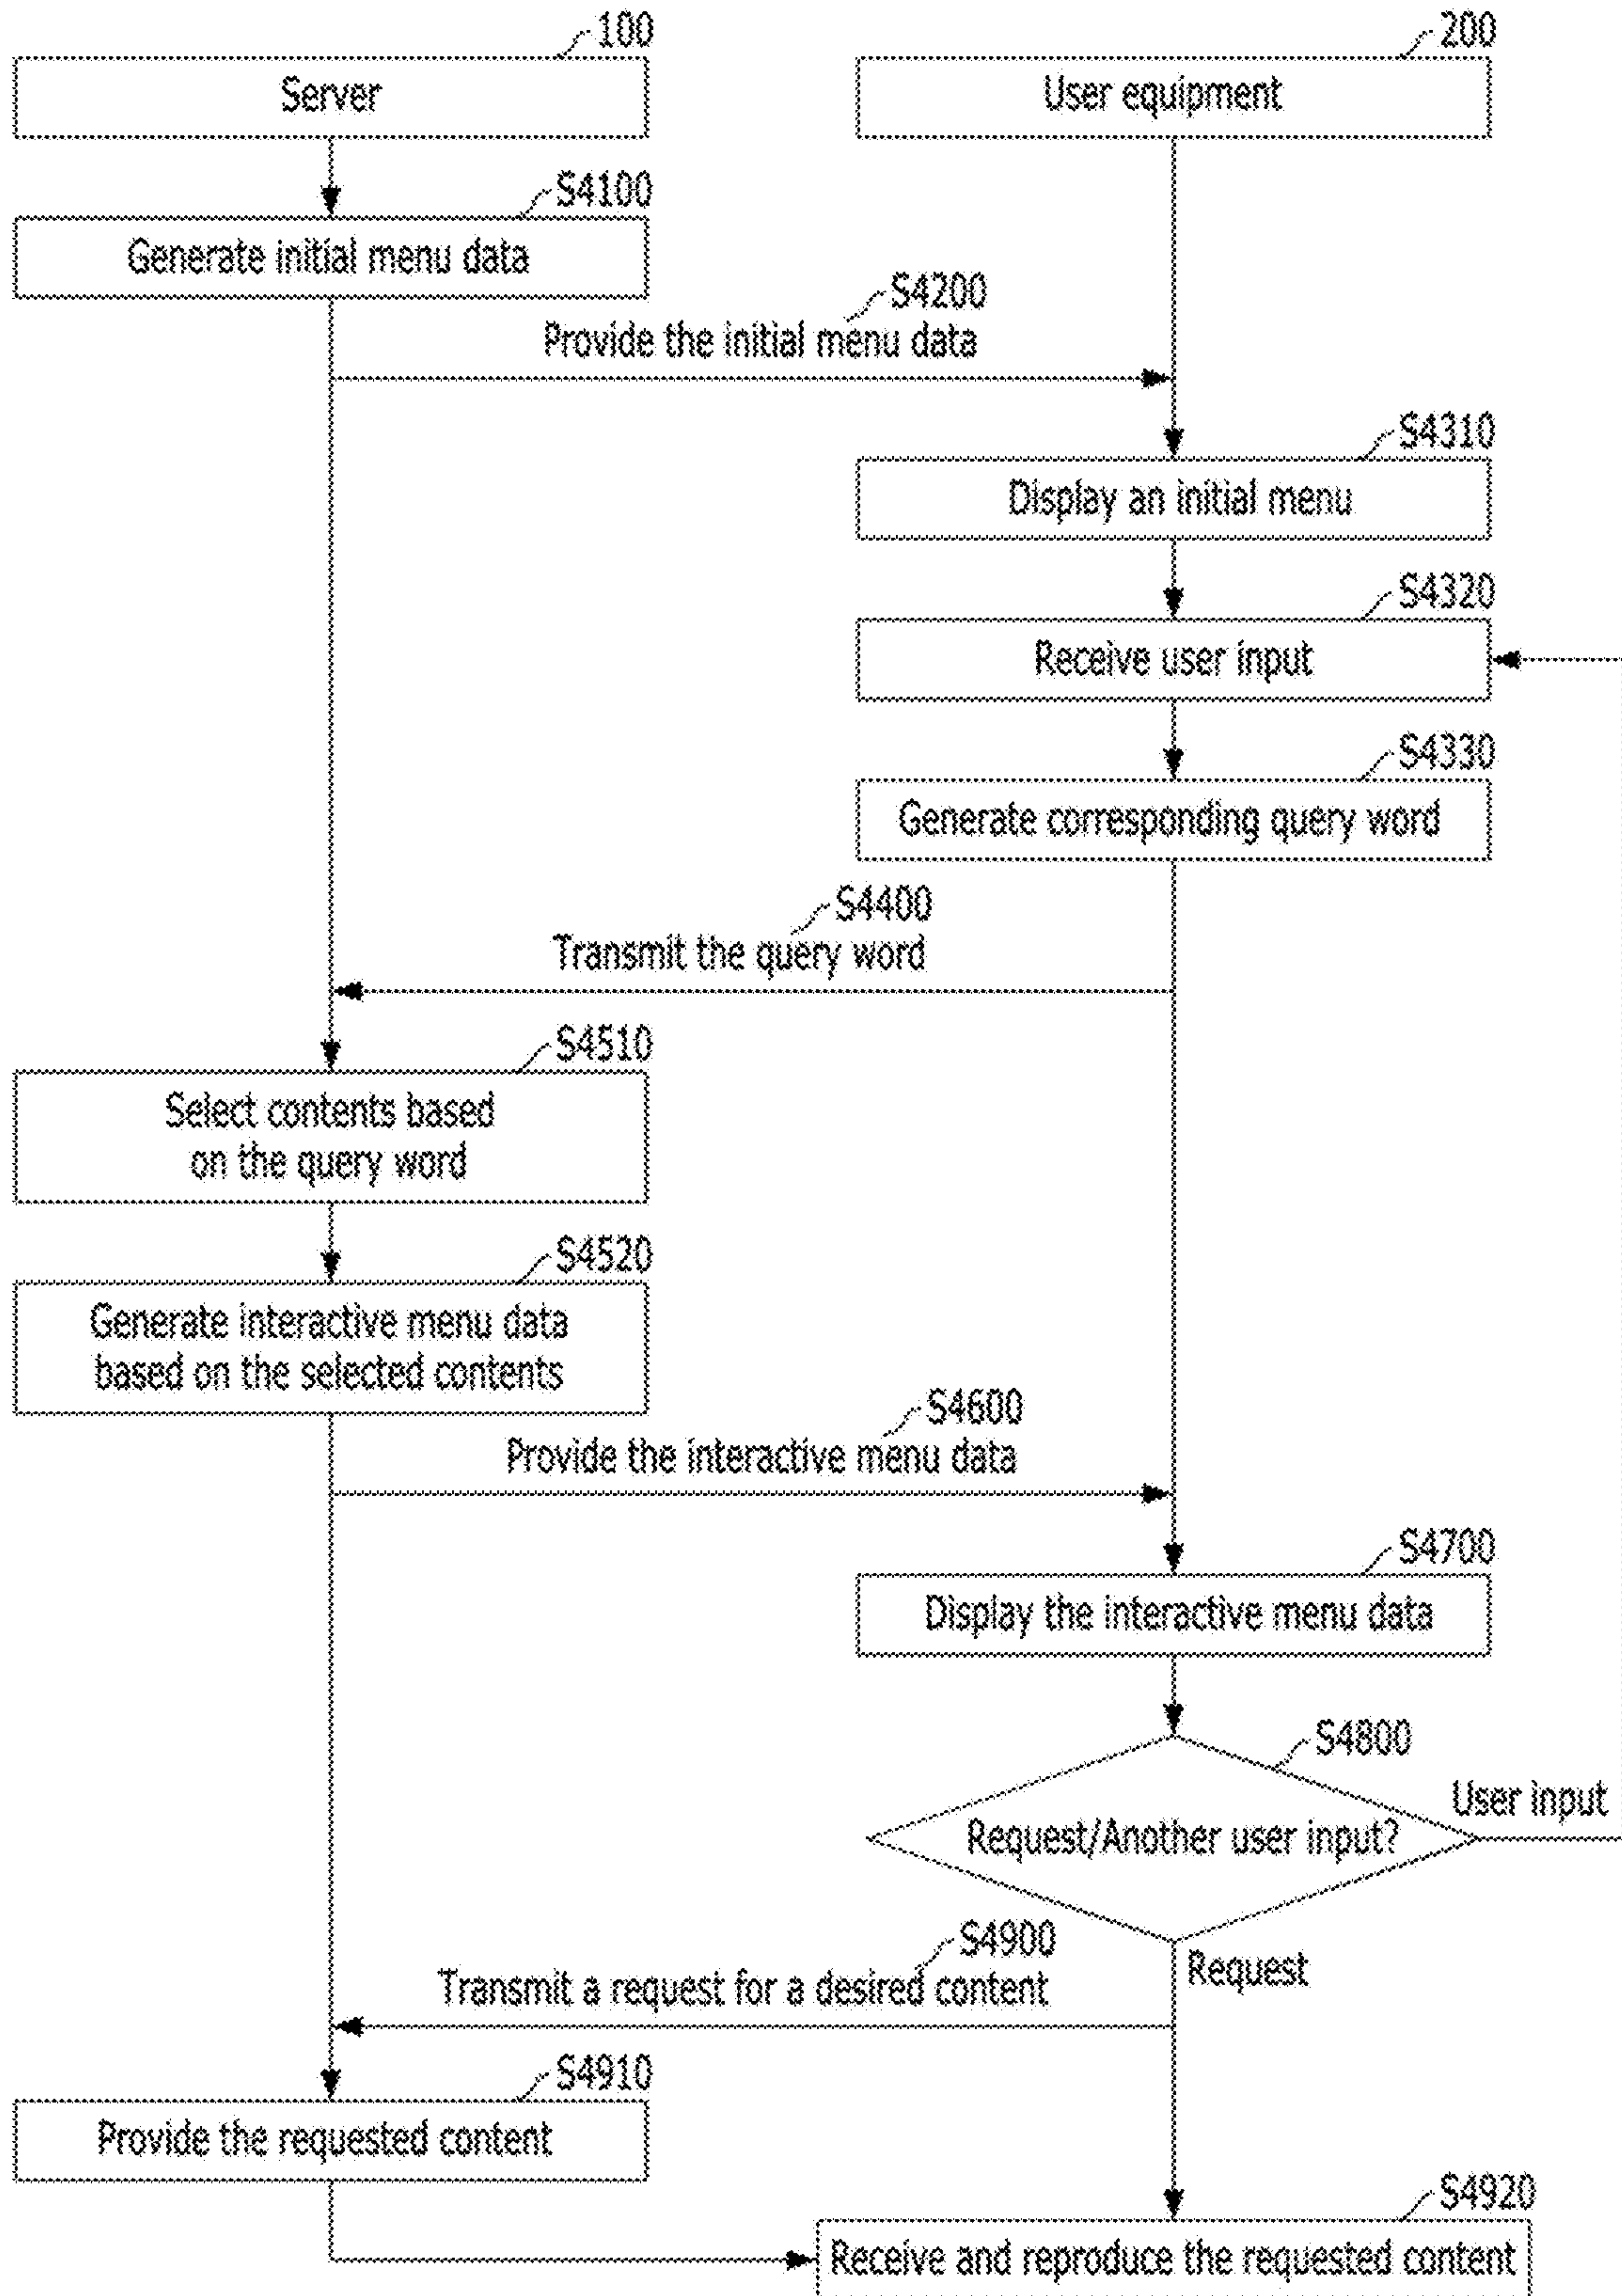 100
200
Server
User equipment
S4100
Generate initial menu data
S4200
Provide the initial menu data
S4310
Display an initial menu
S4320
Receive user input
S4330
Generate corresponding query word
S4400
Transmit the query word
S4510
Select contents based
on the query word
S4520
Generate interactive menu data
based on the selected contents
S4600
Provide the interactive menu data
S4700
Display the interactive menu data
S4800
User input
Request/Another user input?
S4900
Request
Transmit a request for a desired content
S4910
Provide the requested content
S4920
Receive and reproduce the requested content